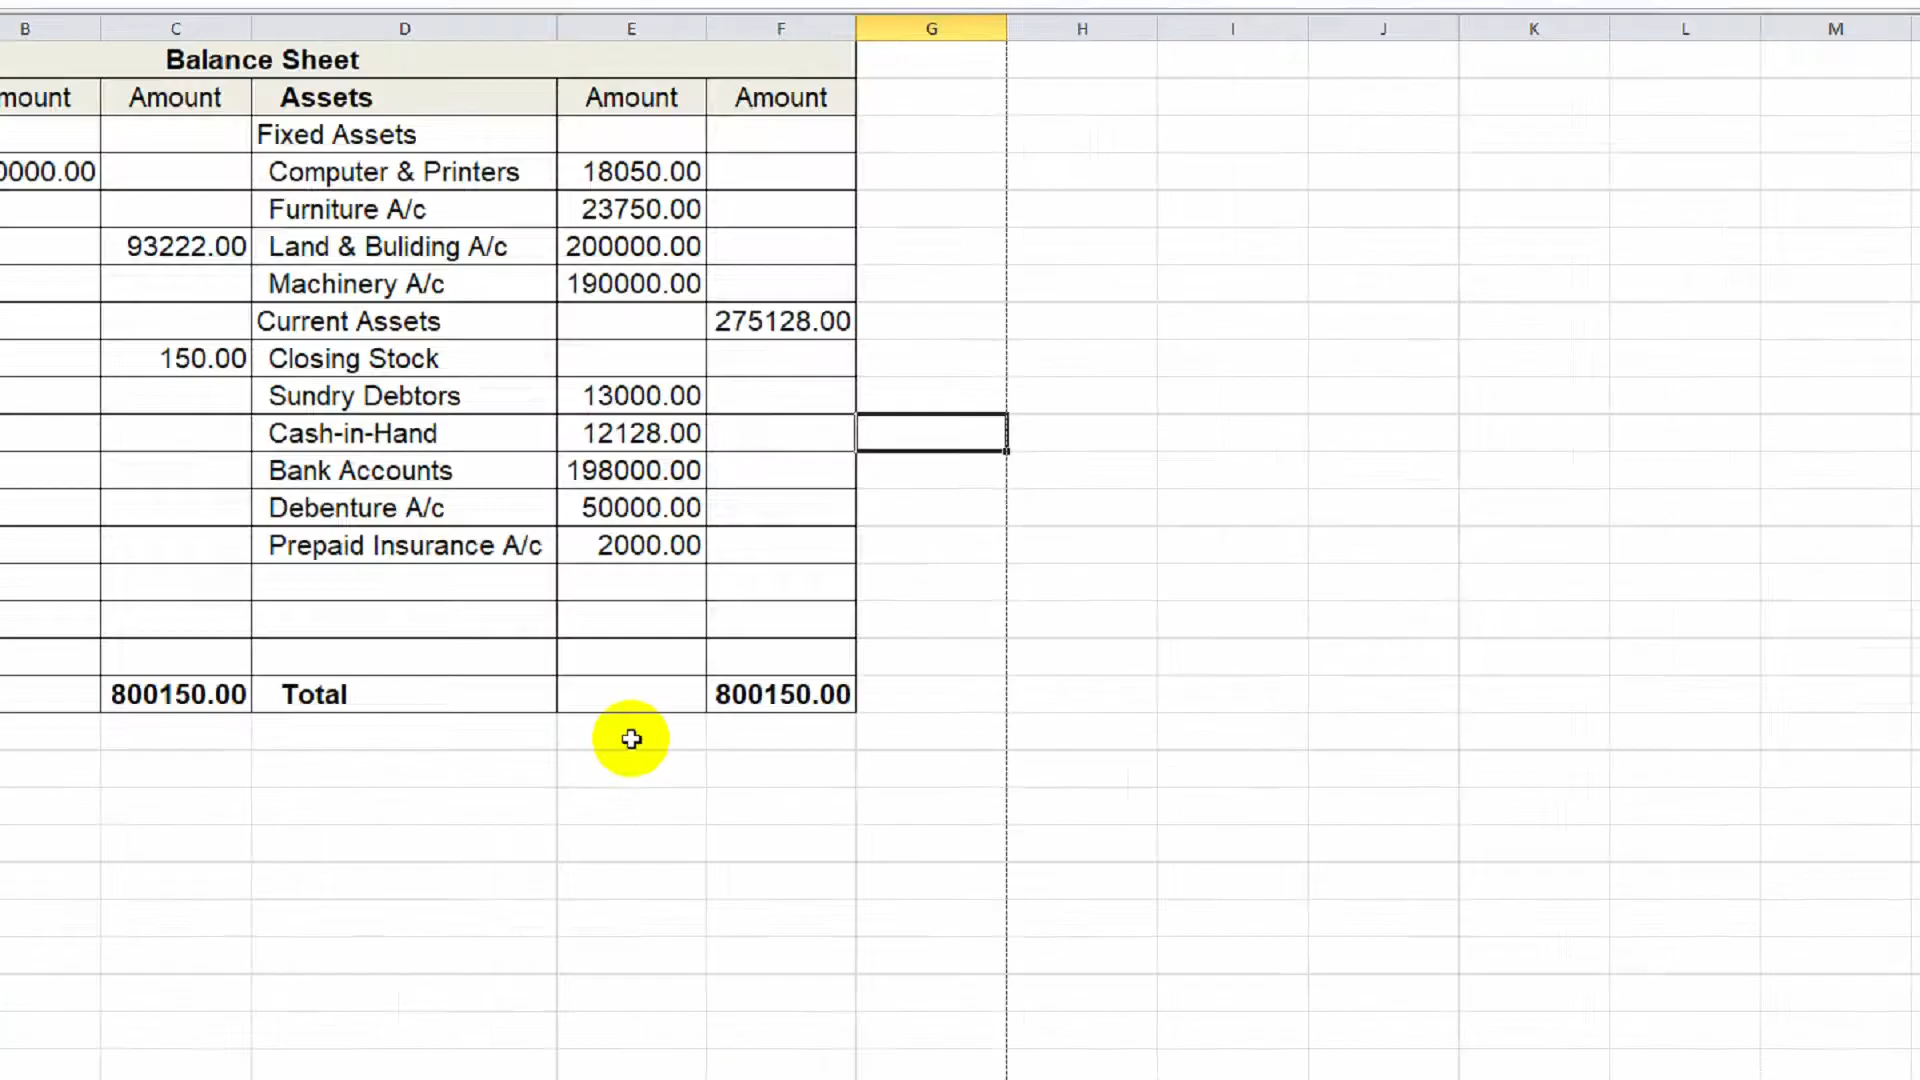 B C D E F G H I J K L M
Balance Sheet
mount Amount Assets Amount Amount
Fixed Assets
0000.00 Computer & Printers 18050.00
Furniture A/c 23750.00
93222.00 Land & Buliding A/c 200000.00
Machinery A/c 190000.00
Current Assets 275128.00
150.00 Closing Stock
Sundry Debtors 13000.00
Cash-in-Hand 12128.00
Bank Accounts 198000.00
Debenture A/c 50000.00
Prepaid Insurance A/c 2000.00
800150.00 Total 800150.00